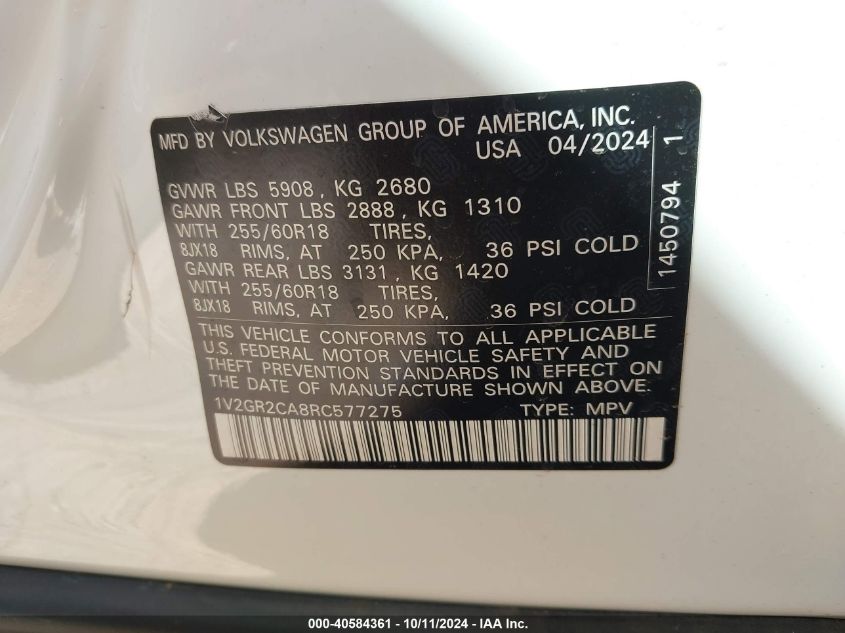 MFD BY VOLKSWAGEN GROUP OF AMERICA, INC.
USA 04/2024
GVWR LBS 5908, KG 2680
GAWR FRONT LBS 2888, KG 1310
WITH 255/60R18 TIRES,
8JX18 RIMS, AT 250 KPA, 36 PSI COLD
GAWR REAR LBS 3131, KG 1420
WITH 255/60R18 TIRES,
8JX18 RIMS, AT 250 KPA, 36 PSI COLD
THIS VEHICLE CONFORMS TO ALL APPLICABLE
U.S. FEDERAL MOTOR VEHICLE SAFETY AND
THEFT PREVENTION STANDARDS IN EFFECT ON
THE DATE OF MANUFACTURE SHOWN ABOVE.
1V2GR2CA8RC577275 TYPE: MPV
1450794 1
000-40584361 - 10/11/2024 - IAA Inc.